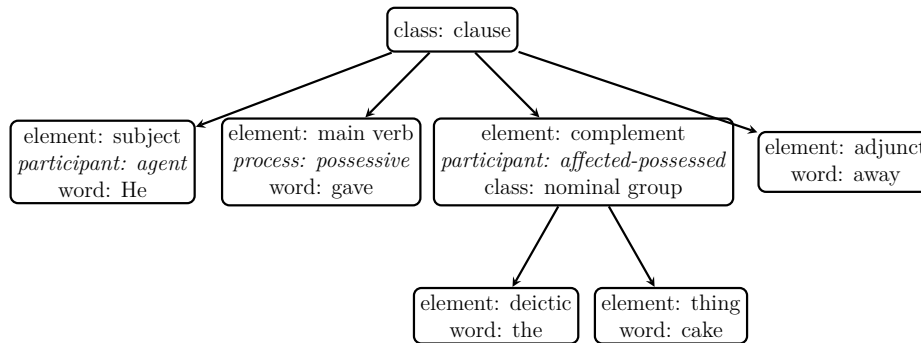 class: clause
element: subject
participant: agent
word: He
element: main verb
process: possessive
word: gave
element: complement
participant: affected-possessed
class: nominal group
element: adjunct
word: away
element: deictic
word: the
element: thing
word: cake